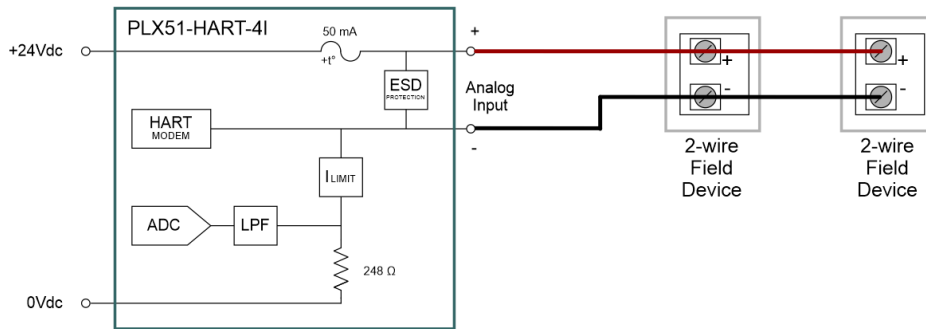 PLX51-HART-4I
+24Vdc
50 mA
+t°
+
ESD
PROTECTION
Analog
Input
HART
MODEM
-
I LIMIT
ADC
LPF
248 Ω
0Vdc
+
-
2-wire
Field
Device
+
-
2-wire
Field
Device